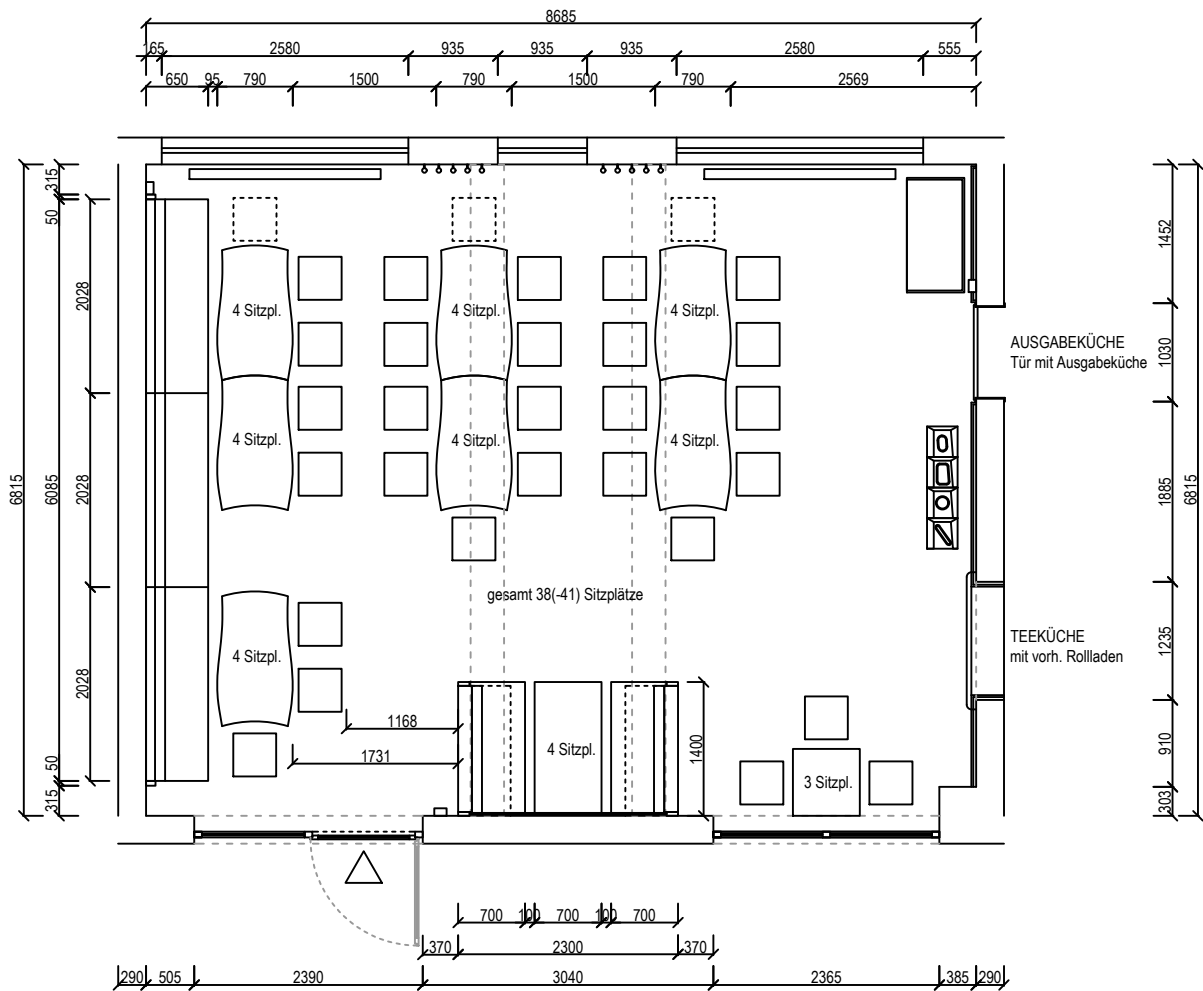 8685
165 2580 935 935 935 2580 555
650 95 790 1500 790 1500 790 2569
6815
315
50
6085
2028
2028
2028
50
315
4 Sitzpl. 4 Sitzpl. 4 Sitzpl.
4 Sitzpl. 4 Sitzpl. 4 Sitzpl.
gesamt 38(-41) Sitzplätze
4 Sitzpl.
1168
1731
4 Sitzpl.
1400
3 Sitzpl.
AUSGABEKÜCHE
Tür mit Ausgabeküche
TEEKÜCHE
mit vorh. Rollladen
1452
1030
1885
1235
910
303
6815
700 100 700 100 700
370 2300 370
290 505 2390 3040 2365 385 290